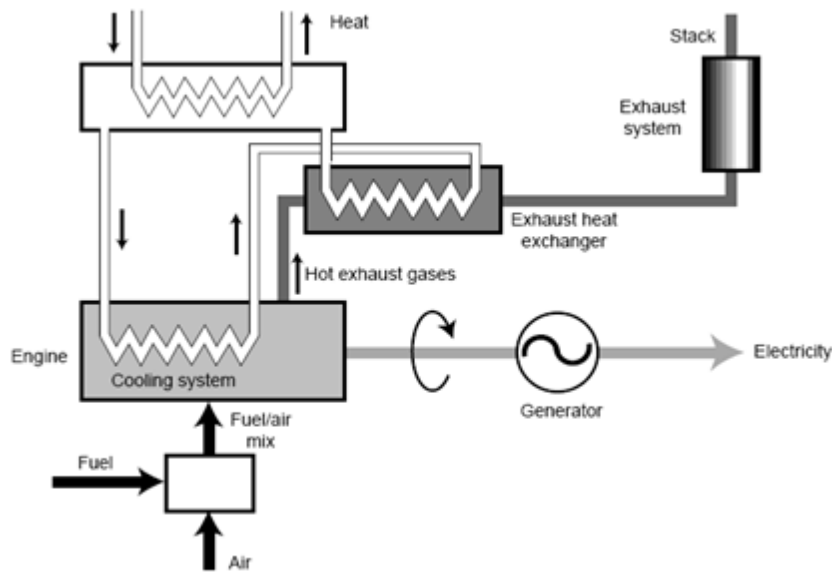 Heat
Stack
Exhaust
system
Exhaust heat
exchanger
Hot exhaust gases
Engine
Cooling system
Electricity
Generator
Fuel/air
mix
Fuel
Air